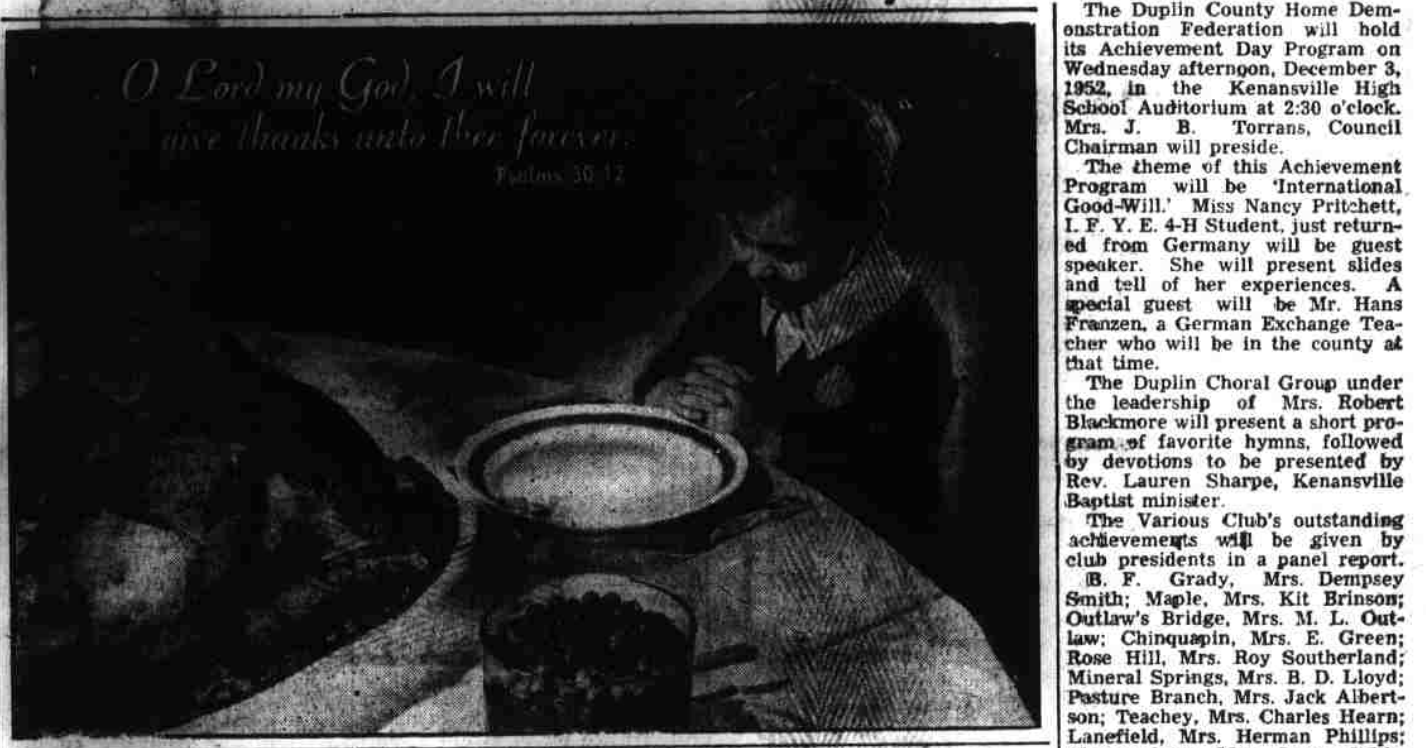 O Lord my God, I will
give thanks unto thee forever.
Psalms 30:12
The Duplin County Home Dem-
onstration Federation will hold
its Achievement Day Program on
Wednesday afternoon, December 3,
1952, in the Kenansville High
School Auditorium at 2:30 o'clock.
Mrs. J. B. Torrans, Council
Chairman will preside.
The theme of this Achievement
Program will be 'International
Good-Will.' Miss Nancy Pritchett,
I. F. Y. E. 4-H Student, just return-
ed from Germany will be guest
speaker. She will present slides
and tell of her experiences. A
special guest will be Mr. Hans
Franzen, a German Exchange Tea-
cher who will be in the county at
that time.
The Duplin Choral Group under
the leadership of Mrs. Robert
Blackmore will present a short pro-
gram of favorite hymns, followed
by devotions to be presented by
Rev. Lauren Sharpe, Kenansville
Baptist minister.
The Various Club's outstanding
achievements will be given by
club presidents in a panel report.
B. F. Grady, Mrs. Dempsey
Smith; Maple, Mrs. Kit Brinson;
Outlaw's Bridge, Mrs. M. L. Out-
law; Chinquapin, Mrs. E. Green;
Rose Hill, Mrs. Roy Southerland;
Mineral Springs, Mrs. B. D. Lloyd;
Pasture Branch, Mrs. Jack Albert-
son; Teachey, Mrs. Charles Hearn;
Lanefield, Mrs. Herman Phillips;